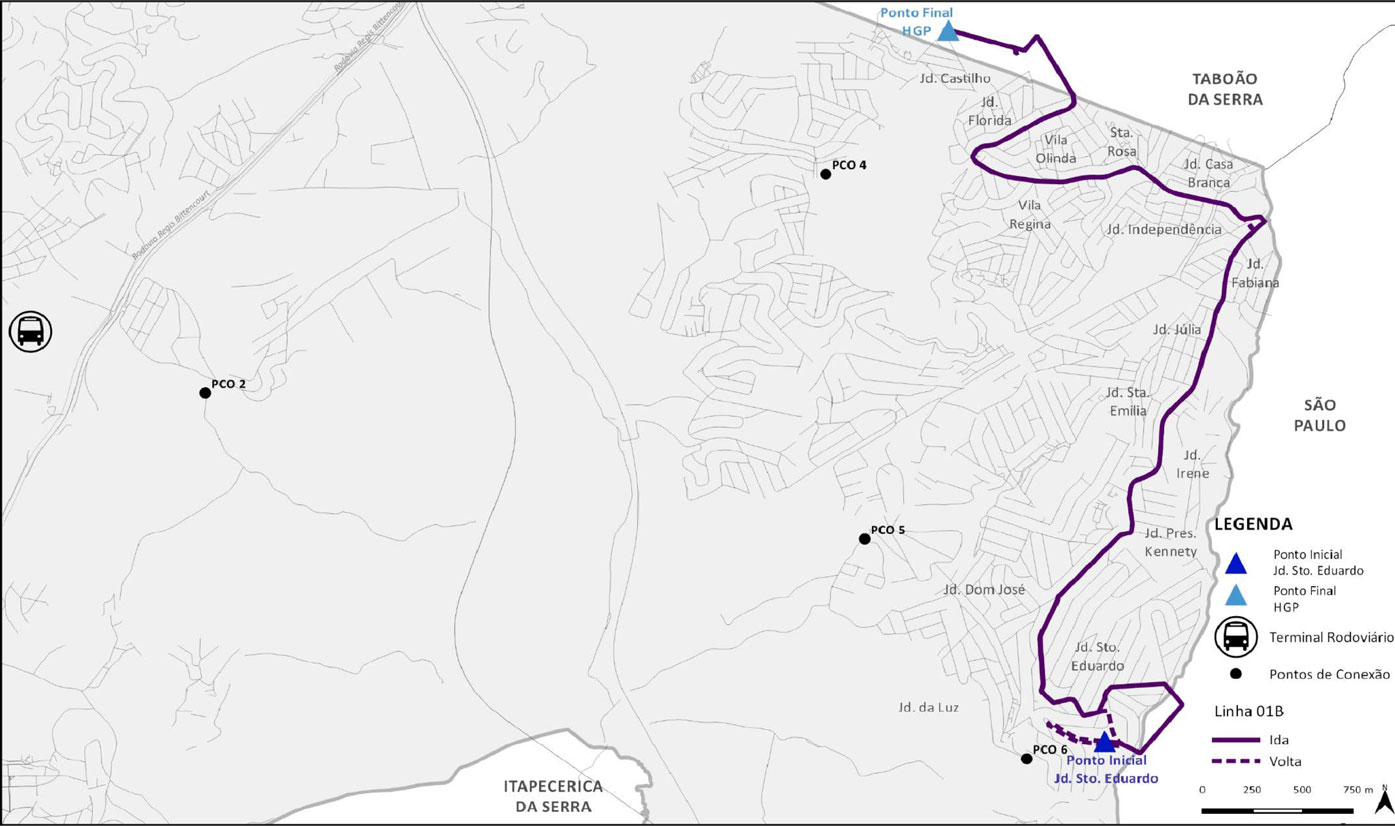 Ponto Final
HGP
Rodovia Regis Bittencourt
Jd. Castilho
TABOÃO
DA SERRA
Jd.
Florida
Vila
Olinda
Sta.
Rosa
Jd. Casa
Branca
PCO 4
Vila
Regina
Jd. Independência
Rodovia Regis Bittencourt
Jd.
Fabiana
Jd. Júlia
PCO 2
Jd. Sta.
Emília
SÃO
PAULO
Jd.
Irene
PCO 5
Jd. Pres.
Kennety
Jd. Dom José
Jd. Sto.
Eduardo
Jd. da Luz
PCO 6
Ponto Inicial
Jd. Sto. Eduardo
ITAPECERICA
DA SERRA
LEGENDA
Ponto Inicial
Jd. Sto. Eduardo
Ponto Final
HGP
Terminal Rodoviário
Pontos de Conexão
Linha 01B
Ida
Volta
0 250 500 750 m
N